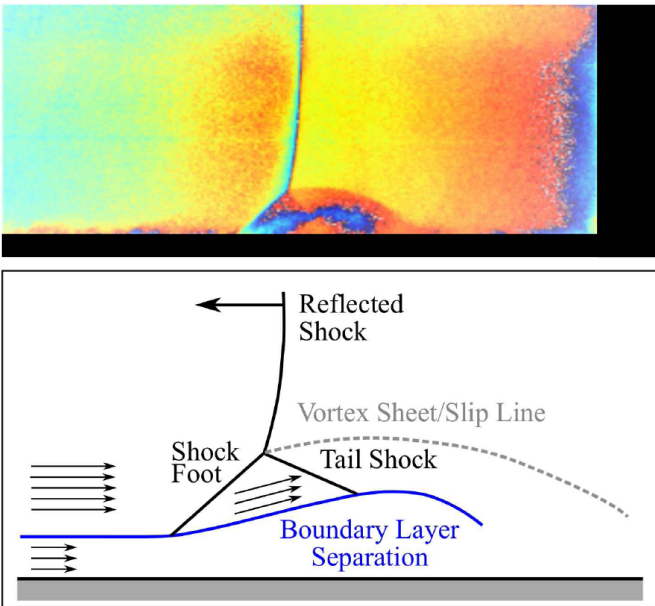 Reflected
Shock
Vortex Sheet/Slip Line
Shock
Foot
Tail Shock
Boundary Layer
Separation